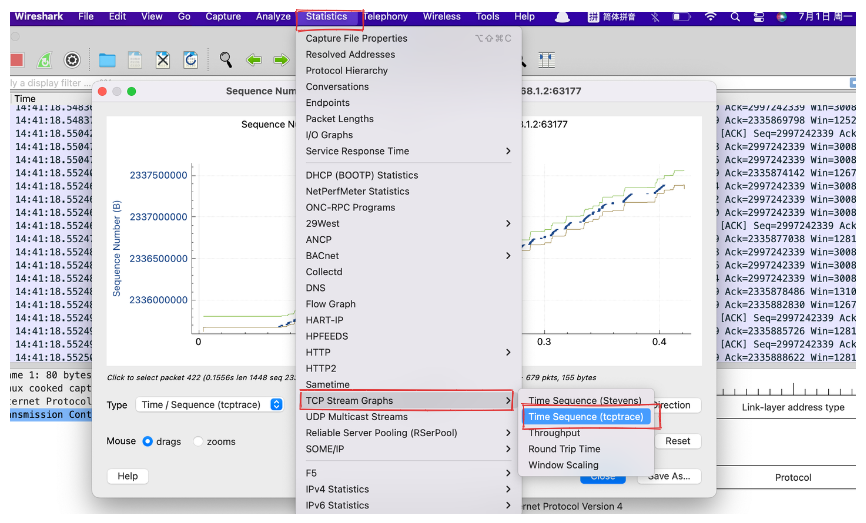 Wireshark File Edit View Go Capture Analyze Statistics Telephony Wireless Tools Help 拼 简体拼音 7月1日 周一
ly a display filter ...
Time
14:41:18.54836
14:41:18.54837
14:41:18.55042
14:41:18.55047
14:41:18.55047
14:41:18.55246
14:41:18.55246
14:41:18.55246
14:41:18.55246
14:41:18.55247
14:41:18.55248
14:41:18.55248
14:41:18.55248
14:41:18.55249
14:41:18.55249
14:41:18.55249
14:41:18.55250
ame 1: 80 bytes
nux cooked capt
ternet Protocol
ansmission Cont
Sequence Num
68.1.2:63177
Sequence N
8.1.2:63177
Sequence Number (B)
2337500000
2337000000
2336500000
2336000000
0
0.3
0.4
Click to select packet 422 (0.1556s len 1448 seq 23
679 pkts, 155 bytes
Type Time / Sequence (tcptrace)
Direction
Mouse drags zooms
Reset
Help
Close
Save As...
Capture File Properties ⌥⇧⌘C
Resolved Addresses
Protocol Hierarchy
Conversations
Endpoints
Packet Lengths
I/O Graphs
Service Response Time
DHCP (BOOTP) Statistics
NetPerfMeter Statistics
ONC-RPC Programs
29West
ANCP
BACnet
Collectd
DNS
Flow Graph
HART-IP
HPFEEDS
HTTP
HTTP2
Sametime
TCP Stream Graphs
UDP Multicast Streams
Reliable Server Pooling (RSerPool)
SOME/IP
F5
IPv4 Statistics
IPv6 Statistics
Time Sequence (Stevens)
Time Sequence (tcptrace)
Throughput
Round Trip Time
Window Scaling
Ack=2997242339 Win=3008
Ack=2335869798 Win=1252
[ACK] Seq=2997242339 Ack
Ack=2997242339 Win=3008
Ack=2997242339 Win=3008
Ack=2335874142 Win=1267
Ack=2997242339 Win=3008
Ack=2997242339 Win=3008
Ack=2997242339 Win=3008
[ACK] Seq=2997242339 Ack
Ack=2335877038 Win=1281
Ack=2997242339 Win=3008
Ack=2997242339 Win=3008
Ack=2335878486 Win=1310
Ack=2335882830 Win=1267
[ACK] Seq=2997242339 Ack
Ack=2335885726 Win=1281
[ACK] Seq=2997242339 Ack
Ack=2335888622 Win=1281
Link-layer address type
Protocol
ernet Protocol Version 4